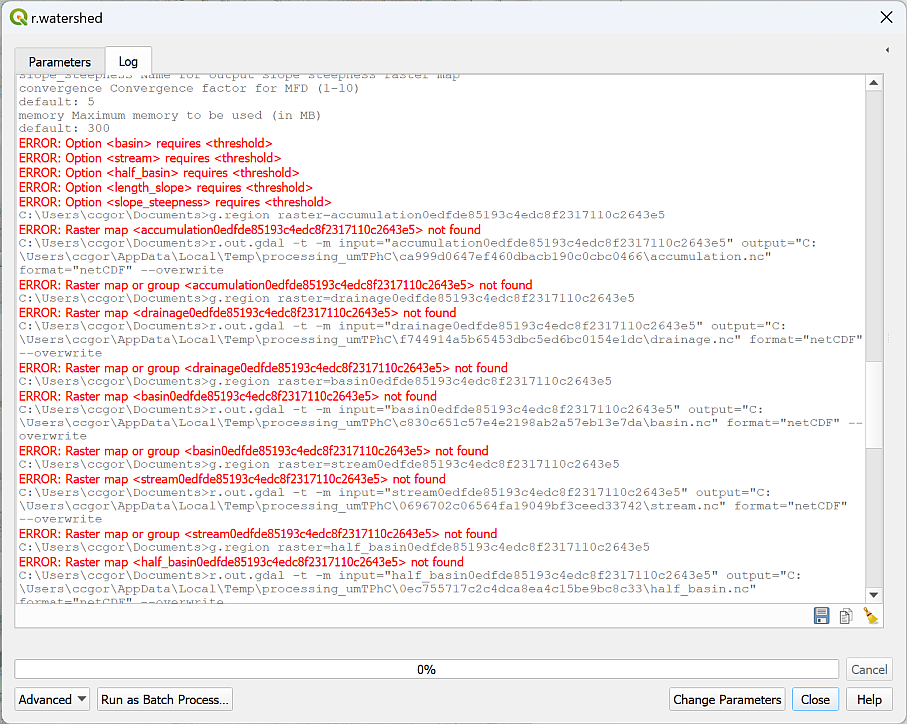 r.watershed
Parameters
Log
slope_steepness Name for output slope steepness raster map
convergence Convergence factor for MFD (1-10)
default: 5
memory Maximum memory to be used (in MB)
default: 300
ERROR: Option <basin> requires <threshold>
ERROR: Option <stream> requires <threshold>
ERROR: Option <half_basin> requires <threshold>
ERROR: Option <length_slope> requires <threshold>
ERROR: Option <slope_steepness> requires <threshold>
C:\Users\ccgor\Documents>g.region raster=accumulation0edfde85193c4edc8f2317110c2643e5
ERROR: Raster map <accumulation0edfde85193c4edc8f2317110c2643e5> not found
C:\Users\ccgor\Documents>r.out.gdal -t -m input="accumulation0edfde85193c4edc8f2317110c2643e5" output="C:
\Users\ccgor\AppData\Local\Temp\processing_umTPhC\ca999d0647ef460dbacb190c0cbc0466\accumulation.nc"
format="netCDF" --overwrite
ERROR: Raster map or group <accumulation0edfde85193c4edc8f2317110c2643e5> not found
C:\Users\ccgor\Documents>g.region raster=drainage0edfde85193c4edc8f2317110c2643e5
ERROR: Raster map <drainage0edfde85193c4edc8f2317110c2643e5> not found
C:\Users\ccgor\Documents>r.out.gdal -t -m input="drainage0edfde85193c4edc8f2317110c2643e5" output="C:
\Users\ccgor\AppData\Local\Temp\processing_umTPhC\f744914a5b65453dbc5ed6bc0154e1dc\drainage.nc" format="netCDF"
--overwrite
ERROR: Raster map or group <drainage0edfde85193c4edc8f2317110c2643e5> not found
C:\Users\ccgor\Documents>g.region raster=basin0edfde85193c4edc8f2317110c2643e5
ERROR: Raster map <basin0edfde85193c4edc8f2317110c2643e5> not found
C:\Users\ccgor\Documents>r.out.gdal -t -m input="basin0edfde85193c4edc8f2317110c2643e5" output="C:
\Users\ccgor\AppData\Local\Temp\processing_umTPhC\c830c651c57e4e2198ab2a57eb13e7da\basin.nc" format="netCDF" --
overwrite
ERROR: Raster map or group <basin0edfde85193c4edc8f2317110c2643e5> not found
C:\Users\ccgor\Documents>g.region raster=stream0edfde85193c4edc8f2317110c2643e5
ERROR: Raster map <stream0edfde85193c4edc8f2317110c2643e5> not found
C:\Users\ccgor\Documents>r.out.gdal -t -m input="stream0edfde85193c4edc8f2317110c2643e5" output="C:
\Users\ccgor\AppData\Local\Temp\processing_umTPhC\0696702c06564fa19049bf3ceed33742\stream.nc" format="netCDF"
--overwrite
ERROR: Raster map or group <stream0edfde85193c4edc8f2317110c2643e5> not found
C:\Users\ccgor\Documents>g.region raster=half_basin0edfde85193c4edc8f2317110c2643e5
ERROR: Raster map <half_basin0edfde85193c4edc8f2317110c2643e5> not found
C:\Users\ccgor\Documents>r.out.gdal -t -m input="half_basin0edfde85193c4edc8f2317110c2643e5" output="C:
\Users\ccgor\AppData\Local\Temp\processing_umTPhC\0ec755717c2c4dca8ea4c15be9bc8c33\half_basin.nc"
format="netCDF" --overwrite
0%
Cancel
Advanced
Run as Batch Process...
Change Parameters
Close
Help